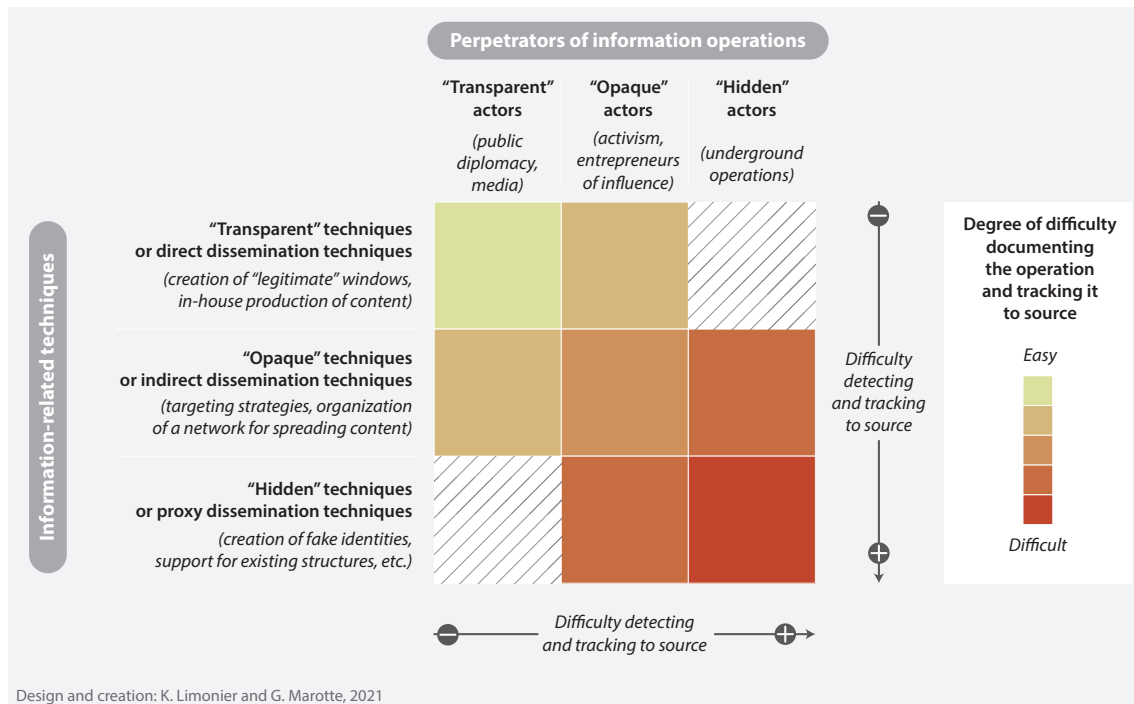 Perpetrators of information operations
“Transparent”
actors
(public
diplomacy,
media)
“Opaque”
actors
(activism,
entrepreneurs
of influence)
“Hidden”
actors
(underground
operations)
Information-related techniques
“Transparent” techniques
or direct dissemination techniques
(creation of “legitimate” windows,
in-house production of content)
“Opaque” techniques
or indirect dissemination techniques
(targeting strategies, organization
of a network for spreading content)
“Hidden” techniques
or proxy dissemination techniques
(creation of fake identities,
support for existing structures, etc.)
−
Difficulty
detecting
and tracking
to source
+
Degree of difficulty
documenting
the operation
and tracking it
to source
Easy
Difficult
−
Difficulty detecting
and tracking to source
+
Design and creation: K. Limonier and G. Marotte, 2021